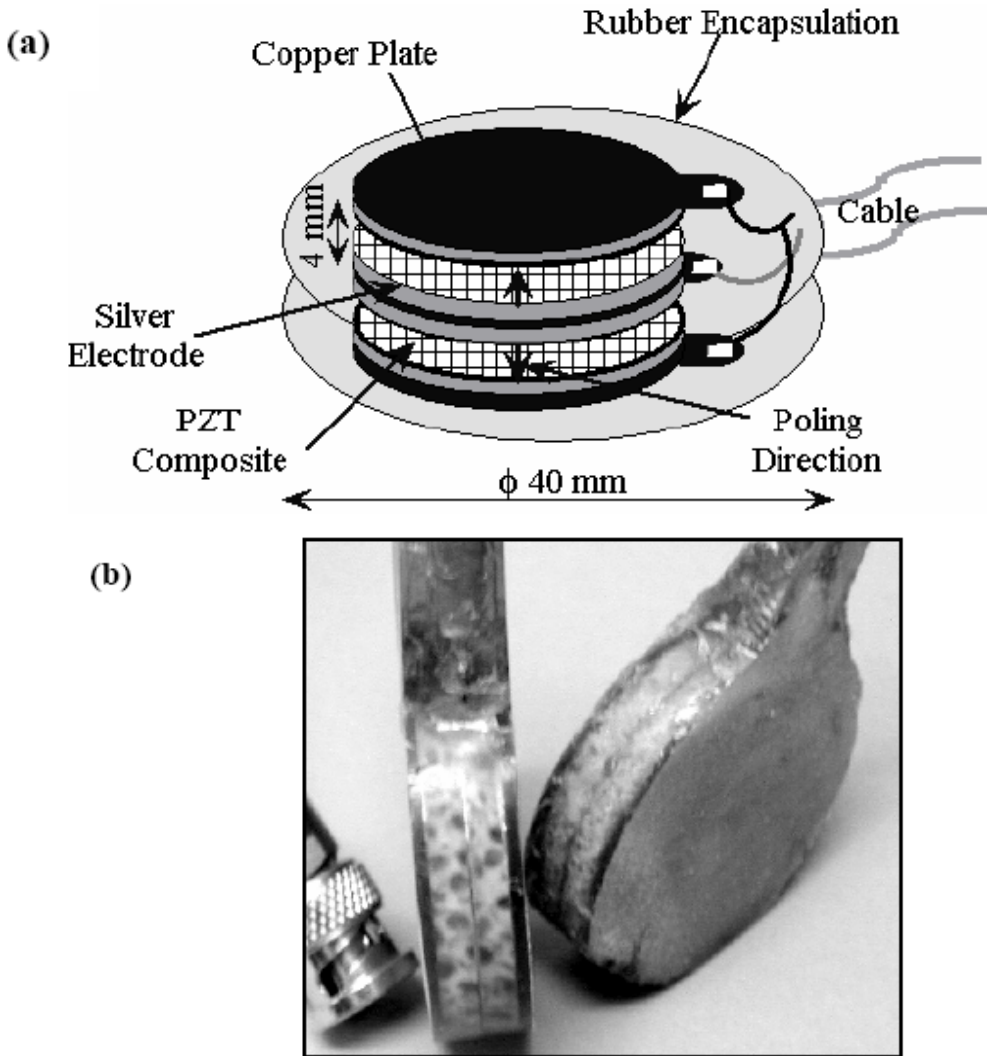 (a)
Rubber Encapsulation
Copper Plate
4 mm
Cable
Silver
Electrode
PZT
Composite
Poling
Direction
ϕ 40 mm
(b)